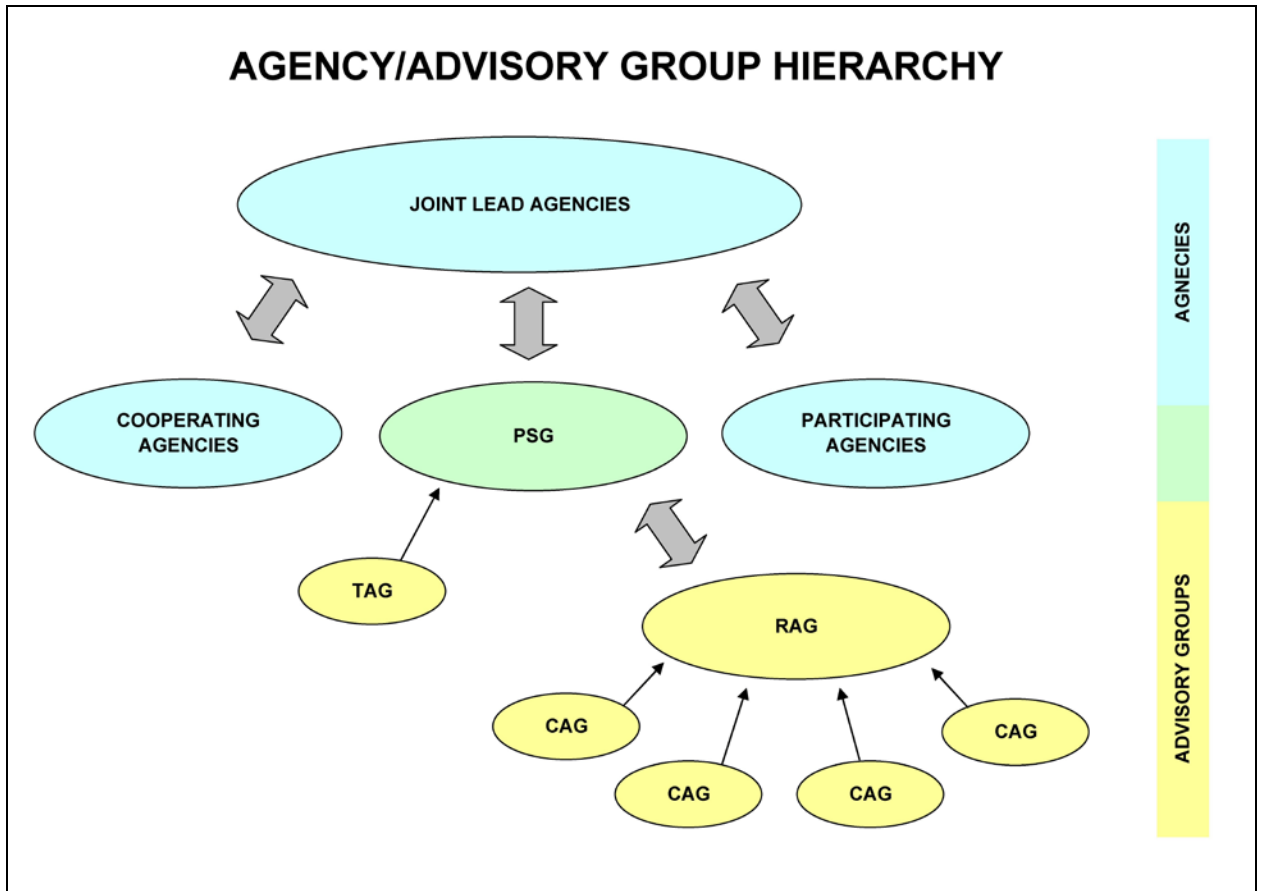 AGENCY/ADVISORY GROUP HIERARCHY
JOINT LEAD AGENCIES
AGNECIES
COOPERATING
AGENCIES
PSG
PARTICIPATING
AGENCIES
TAG
RAG
ADVISORY GROUPS
CAG
CAG
CAG
CAG